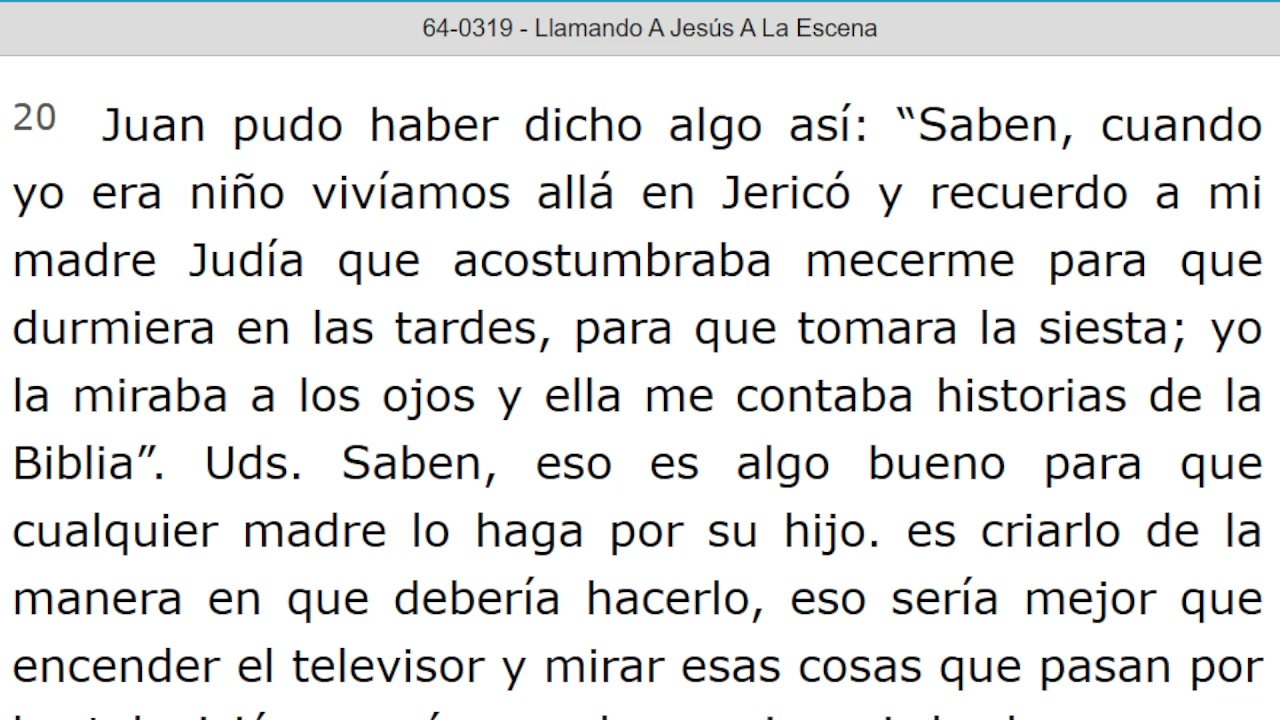 64-0319 - Llamando A Jesús A La Escena
20 Juan pudo haber dicho algo así: “Saben, cuando
yo era niño vivíamos allá en Jericó y recuerdo a mi
madre Judía que acostumbraba mecerme para que
durmiera en las tardes, para que tomara la siesta; yo
la miraba a los ojos y ella me contaba historias de la
Biblia”. Uds. Saben, eso es algo bueno para que
cualquier madre lo haga por su hijo. es criarlo de la
manera en que debería hacerlo, eso sería mejor que
encender el televisor y mirar esas cosas que pasan por